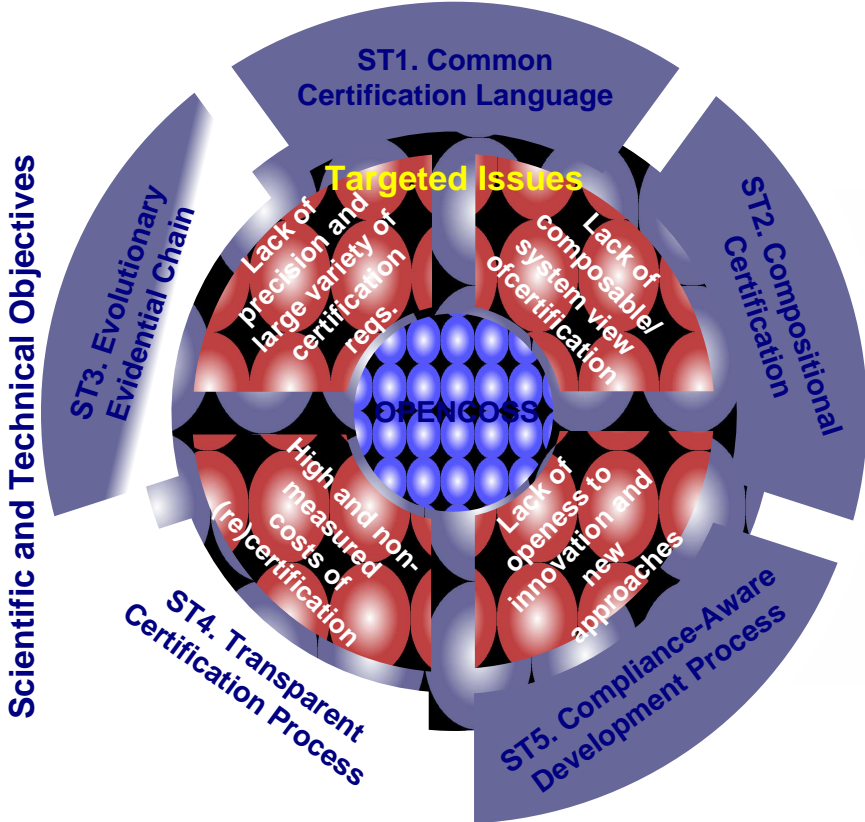 Scientific and Technical Objectives
ST1. Common
Certification Language
ST2. Compositional
Certification
ST3. Evolutionary
Evidential Chain
ST4. Transparent
Certification Process
ST5. Compliance-Aware
Development Process
Targeted Issues
Lack of
precision and
large variety of
certification
reqs.
Lack of
composable/
system view
ofcertification
OPENCOSS
High and non-
measured
costs of
(re)certification
Lack of
openess to
innovation and
new
approaches